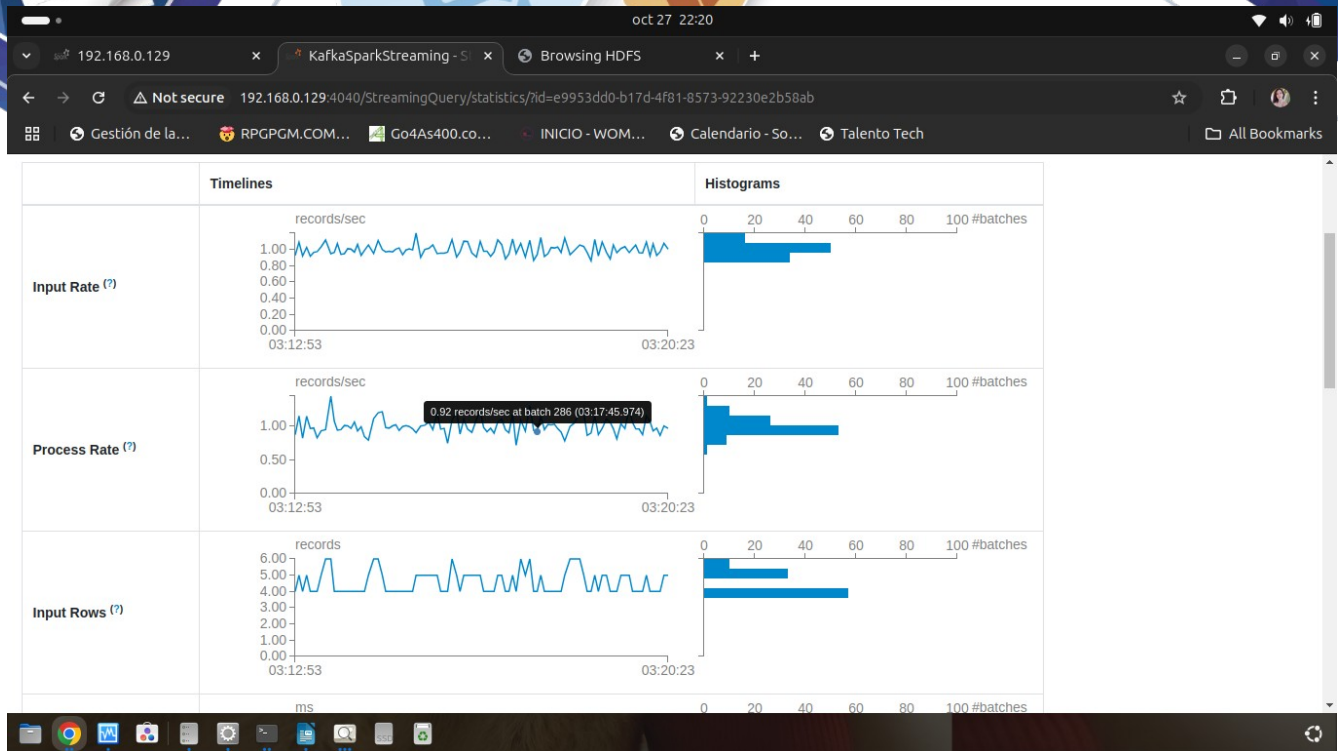 oct 27 22:20
192.168.0.129
KafkaSparkStreaming - S
Browsing HDFS
Not secure 192.168.0.129:4040/StreamingQuery/statistics/?id=e9953dd0-b17d-4f81-8573-92230e2b58ab
Gestión de la... RPGPGM.COM... Go4As400.co... INICIO - WOM... Calendario - So... Talento Tech All Bookmarks
Timelines Histograms
Input Rate (?)
records/sec
1.00
0.80
0.60
0.40
0.20
0.00
03:12:53 03:20:23
0 20 40 60 80 100 #batches
Process Rate (?)
records/sec
0.92 records/sec at batch 286 (03:17:45.974)
1.00
0.50
0.00
03:12:53 03:20:23
0 20 40 60 80 100 #batches
Input Rows (?)
records
6.00
5.00
4.00
3.00
2.00
1.00
0.00
03:12:53 03:20:23
0 20 40 60 80 100 #batches
ms
0 20 40 60 80 100 #batches